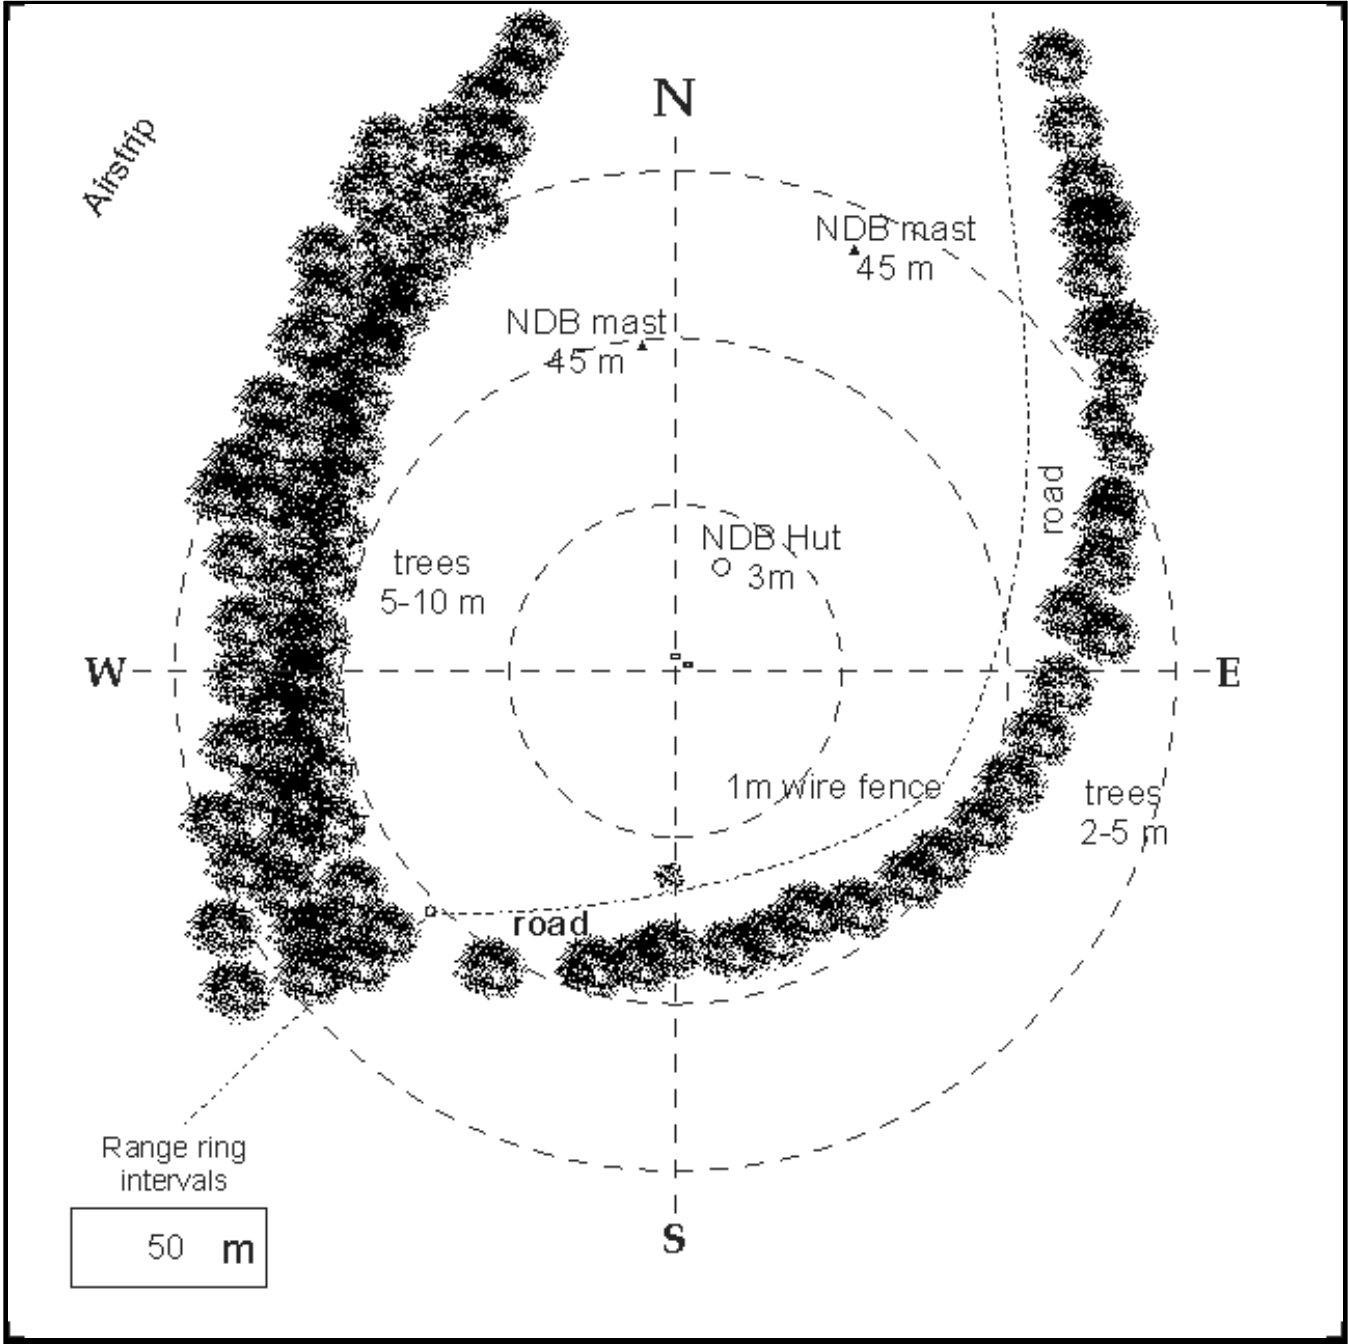 N
Airstrip
NDB mast
45 m
NDB mast
45 m
road
NDB Hut
3m
trees
5-10 m
W
E
1m wire fence
trees
2-5 m
road
Range ring
intervals
50 m
S